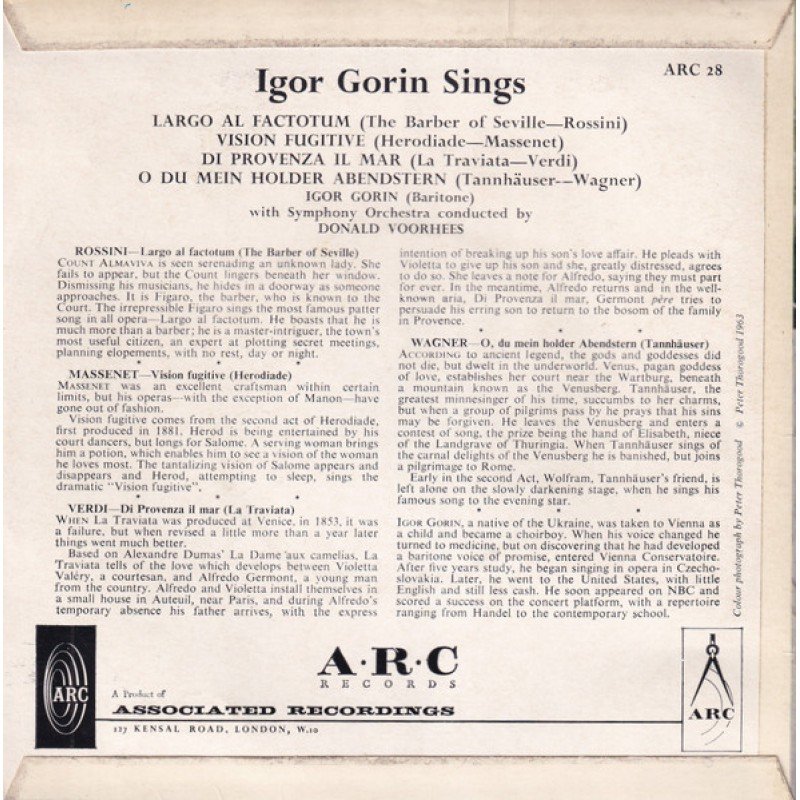 Igor Gorin Sings
ARC 28
LARGO AL FACTOTUM (The Barber of Seville—Rossini)
VISION FUGITIVE (Herodiade—Massenet)
DI PROVENZA IL MAR (La Traviata—Verdi)
O DU MEIN HOLDER ABENDSTERN (Tannhäuser--Wagner)
IGOR GORIN (Baritone)
with Symphony Orchestra conducted by
DONALD VOORHEES
ROSSINI—Largo al factotum (The Barber of Seville)
COUNT ALMAVIVA is seen serenading an unknown lady. She
fails to appear, but the Count lingers beneath her window.
Dismissing his musicians, he hides in a doorway as someone
approaches. It is Figaro, the barber, who is known to the
Court. The irrepressible Figaro sings the most famous patter
song in all opera—Largo al factotum. He boasts that he is
much more than a barber; he is a master-intriguer, the town's
most useful citizen, an expert at plotting secret meetings,
planning elopements, with no rest, day or night.
* * *
MASSENET—Vision fugitive (Herodiade)
MASSENET was an excellent craftsman within certain
limits, but his operas—with the exception of Manon—have
gone out of fashion.
Vision fugitive comes from the second act of Herodiade,
first produced in 1881. Herod is being entertained by his
court dancers, but longs for Salome. A serving woman brings
him a potion, which enables him to see a vision of the woman
he loves most. The tantalizing vision of Salome appears and
disappears and Herod, attempting to sleep, sings the
dramatic "Vision fugitive".
* * *
VERDI—Di Provenza il mar (La Traviata)
WHEN La Traviata was produced at Venice, in 1853, it was
a failure, but when revised a little more than a year later
things went much better.
Based on Alexandre Dumas' La Dame aux camelias, La
Traviata tells of the love which develops between Violetta
Valéry, a courtesan, and Alfredo Germont, a young man
from the country. Alfredo and Violetta install themselves in
a small house in Auteuil, near Paris, and during Alfredo's
temporary absence his father arrives, with the express
intention of breaking up his son's love affair. He pleads with
Violetta to give up his son and she, greatly distressed, agrees
to do so. She leaves a note for Alfredo, saying they must part
for ever. In the meantime, Alfredo returns and in the well-
known aria, Di Provenza il mar, Germont père tries to
persuade his erring son to return to the bosom of the family
in Provence.
* * *
WAGNER—O, du mein holder Abendstern (Tannhäuser)
ACCORDING to ancient legend, the gods and goddesses did
not die, but dwelt in the underworld. Venus, pagan goddess
of love, establishes her court near the Wartburg, beneath
a mountain known as the Venusberg. Tannhäuser, the
greatest minnesinger of his time, succumbs to her charms,
but when a group of pilgrims pass by he prays that his sins
may be forgiven. He leaves the Venusberg and enters a
contest of song, the prize being the hand of Elisabeth, niece
of the Landgrave of Thuringia. When Tannhäuser sings of
the carnal delights of the Venusberg he is banished, but joins
a pilgrimage to Rome.
Early in the second Act, Wolfram, Tannhäuser's friend, is
left alone on the slowly darkening stage, when he sings his
famous song to the evening star.
* * *
IGOR GORIN, a native of the Ukraine, was taken to Vienna as
a child and became a choirboy. When his voice changed he
turned to medicine, but on discovering that he had developed
a baritone voice of promise, entered Vienna Conservatoire.
After five years study, he began singing in opera in Czecho-
slovakia. Later, he went to the United States, with little
English and still less cash. He soon appeared on NBC and
scored a success on the concert platform, with a repertoire
ranging from Handel to the contemporary school.
Colour photograph by Peter Thorogood © Peter Thorogood 1963
ARC
A·R·C
RECORDS
A Product of
ASSOCIATED RECORDINGS
227 KENSAL ROAD, LONDON, W.10
ARC